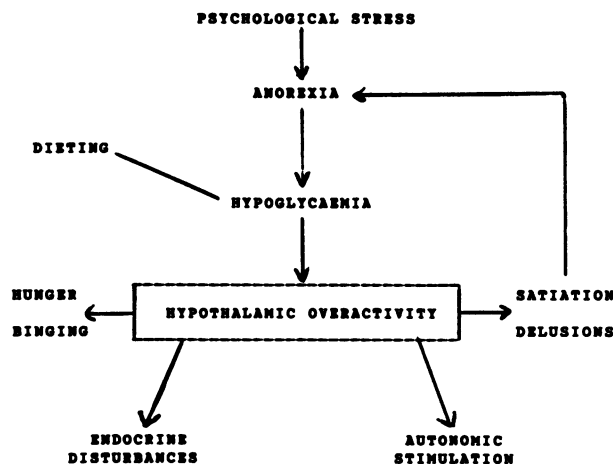 PSYCHOLOGICAL STRESS
ANOREXIA
DIETING
HYPOGLYCAEMIA
HUNGER
BINGING
HYPOTHALAMIC OVERACTIVITY
SATIATION
DELUSIONS
ENDOCRINE
DISTURBANCES
AUTONOMIC
STIMULATION